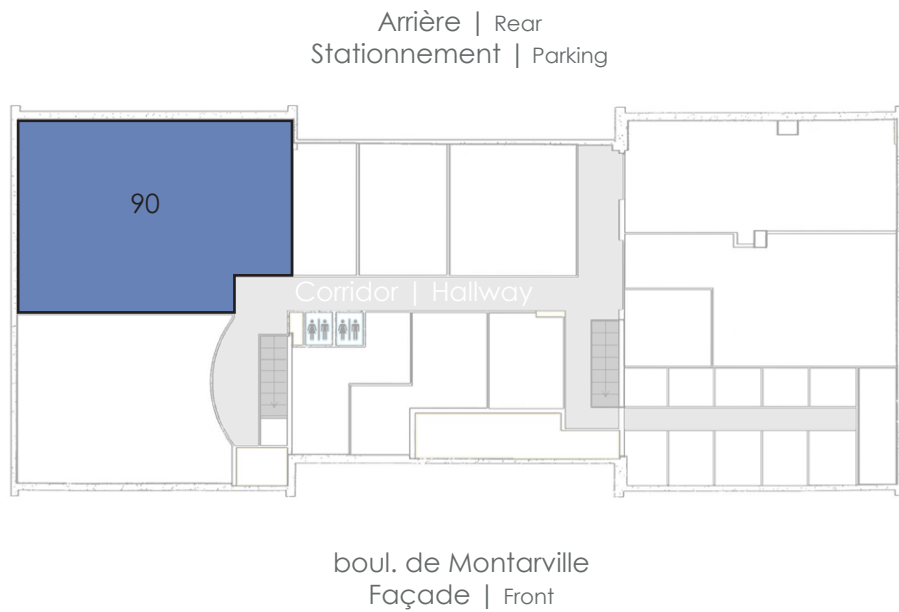 Arrière | Rear
Stationnement | Parking
90
Corridor | Hallway
boul. de Montarville
Façade | Front